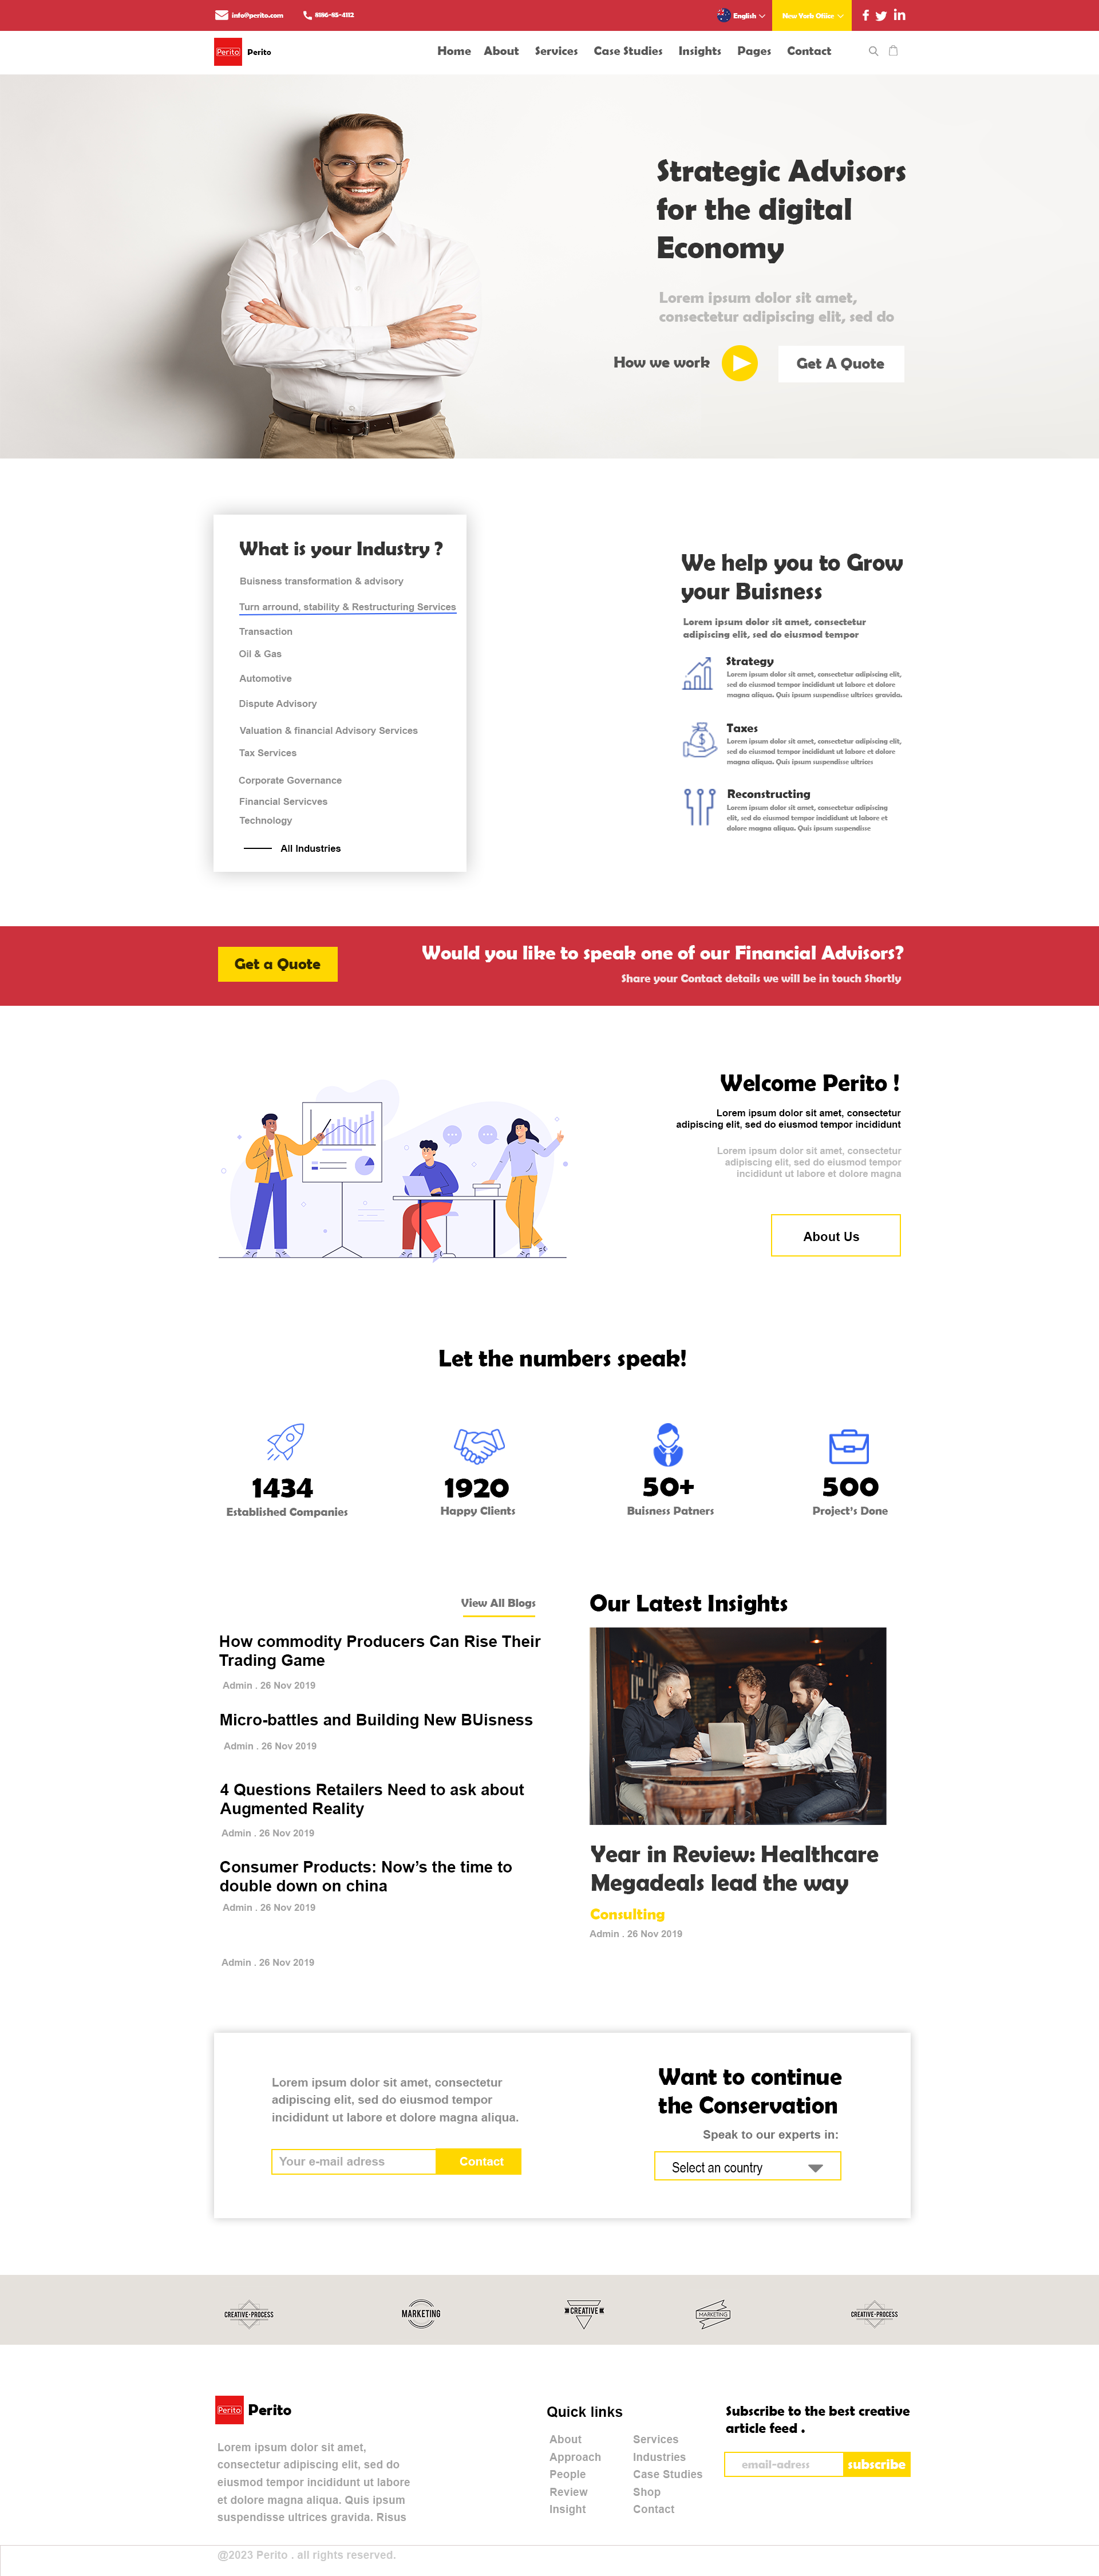 info@perito.com
8596-95-4112
English
New York Office
Perito
Perito
Home
About
Services
Case Studies
Insights
Pages
Contact
Strategic Advisors
for the digital
Economy
Lorem ipsum dolor sit amet,
consectetur adipiscing elit, sed do
How we work
Get A Quote
What is your Industry ?
Buisness transformation & advisory
Turn arround, stability & Restructuring Services
Transaction
Oil & Gas
Automotive
Dispute Advisory
Valuation & financial Advisory Services
Tax Services
Corporate Governance
Financial Servicves
Technology
All Industries
We help you to Grow
your Buisness
Lorem ipsum dolor sit amet, consectetur
adipiscing elit, sed do eiusmod tempor
Strategy
Lorem ipsum dolor sit amet, consectetur adipiscing elit,
sed do eiusmod tempor incididunt ut labore et dolore
magna aliqua. Quis ipsum suspendisse ultrices gravida.
Taxes
Lorem ipsum dolor sit amet, consectetur adipiscing elit,
sed do eiusmod tempor incididunt ut labore et dolore
magna aliqua. Quis ipsum suspendisse ultrices
Reconstructing
Lorem ipsum dolor sit amet, consectetur adipiscing
elit, sed do eiusmod tempor incididunt ut labore et
dolore magna aliqua. Quis ipsum suspendisse
Get a Quote
Would you like to speak one of our Financial Advisors?
Share your Contact details we will be in touch Shortly
Welcome Perito !
Lorem ipsum dolor sit amet, consectetur
adipiscing elit, sed do eiusmod tempor incididunt
Lorem ipsum dolor sit amet, consectetur
adipiscing elit, sed do eiusmod tempor
incididunt ut labore et dolore magna
About Us
Let the numbers speak!
1434
Established Companies
1920
Happy Clients
50+
Buisness Patners
500
Project's Done
View All Blogs
How commodity Producers Can Rise Their
Trading Game
Admin . 26 Nov 2019
Micro-battles and Building New BUisness
Admin . 26 Nov 2019
4 Questions Retailers Need to ask about
Augmented Reality
Admin . 26 Nov 2019
Consumer Products: Now's the time to
double down on china
Admin . 26 Nov 2019
Admin . 26 Nov 2019
Our Latest Insights
Year in Review: Healthcare
Megadeals lead the way
Consulting
Admin . 26 Nov 2019
Lorem ipsum dolor sit amet, consectetur
adipiscing elit, sed do eiusmod tempor
incididunt ut labore et dolore magna aliqua.
Your e-mail adress
Contact
Want to continue
the Conservation
Speak to our experts in:
Select an country
CREATIVE-PROCESS
MARKETING
CREATIVE
MARKETING
CREATIVE-PROCESS
Perito
Perito
Lorem ipsum dolor sit amet,
consectetur adipiscing elit, sed do
eiusmod tempor incididunt ut labore
et dolore magna aliqua. Quis ipsum
suspendisse ultrices gravida. Risus
Quick links
About
Approach
People
Review
Insight
Services
Industries
Case Studies
Shop
Contact
Subscribe to the best creative
article feed .
email-adress
subscribe
@2023 Perito . all rights reserved.